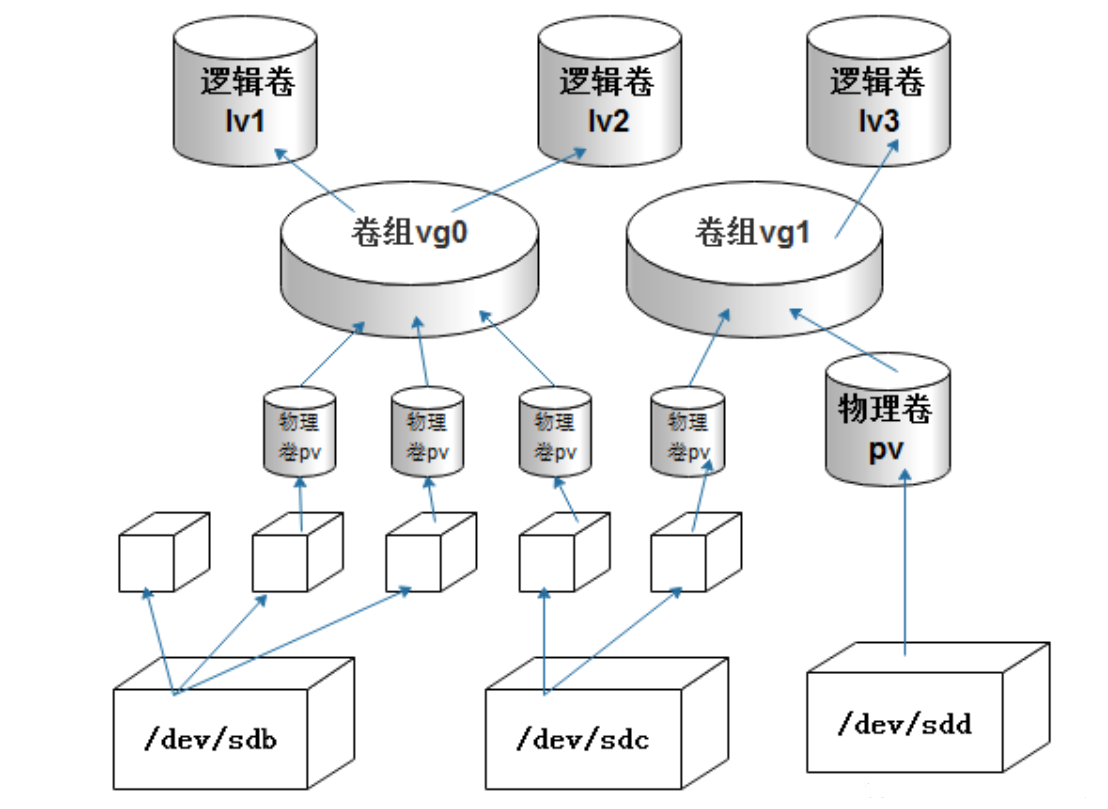 逻辑卷
lv1
逻辑卷
lv2
逻辑卷
lv3
卷组vg0
卷组vg1
物理
卷pv
物理
卷pv
物理
卷pv
物理
卷pv
物理卷
pv
/dev/sdb
/dev/sdc
/dev/sdd